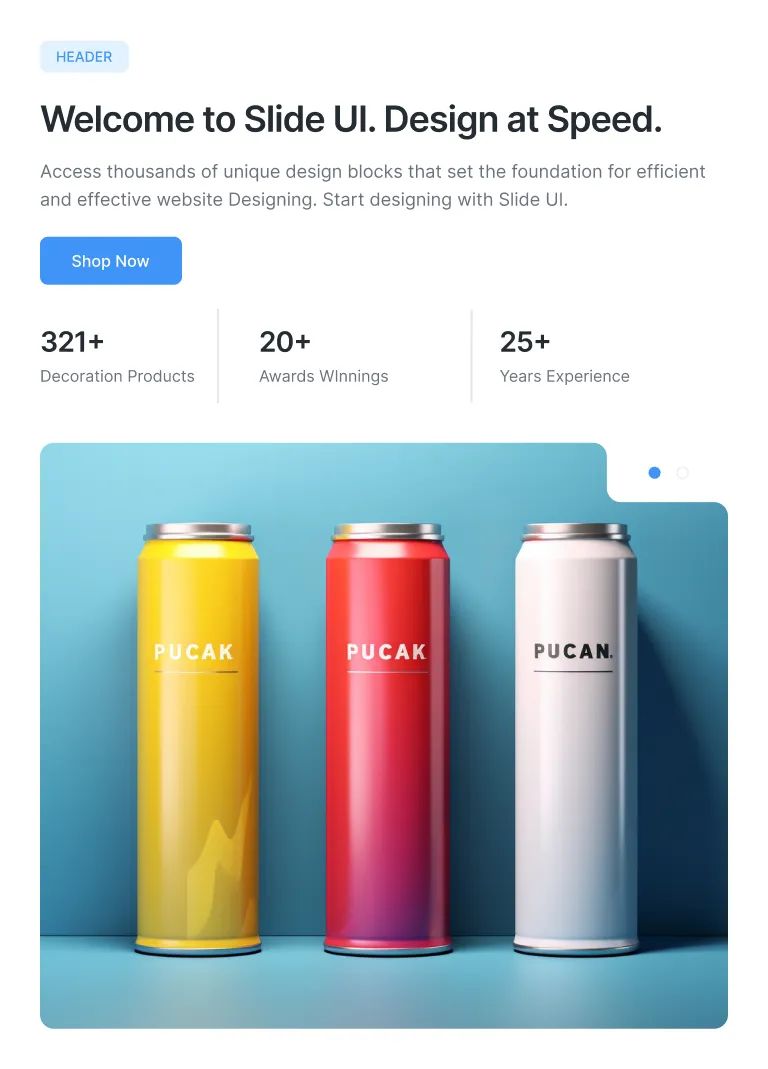 HEADER
Welcome to Slide UI. Design at Speed.
Access thousands of unique design blocks that set the foundation for efficient
and effective website Designing. Start designing with Slide UI.
Shop Now
321+
Decoration Products
20+
Awards WInnings
25+
Years Experience
PUCAK
PUCAK
PUCAN.